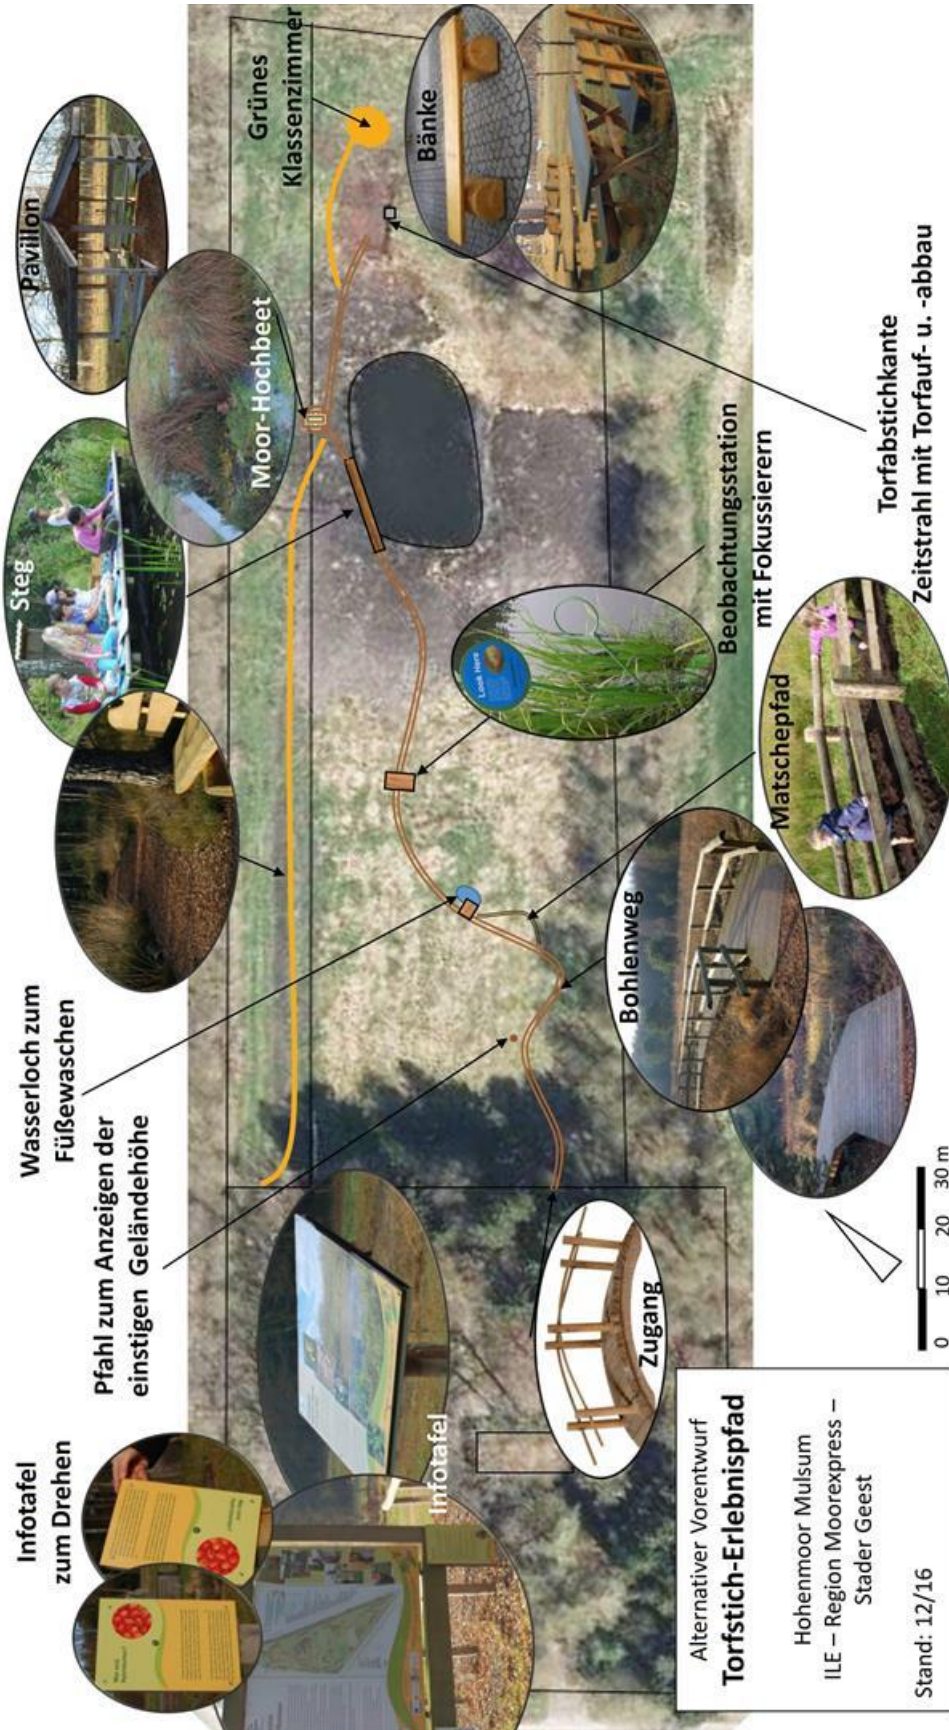 Infotafel
zum Drehen
Pfahl zum Anzeigen der
einstigen Geländehöhe
Wasserloch zum
Füßewaschen
Steg
Pavillon
Moor-Hochbeet
Grünes
Klassenzimmer
Bänke
Infotafel
Zugang
Bohlenweg
Matschepfad
Look Here
Beobachtungsstation
mit Fokussierern
Torfabstichkante
Zeitstrahl mit Torfauf- u. -abbau
Alternativer Vorentwurf
Torfstich-Erlebnispfad
Hohenmoor Mulsum
ILE – Region Moorexpress –
Stader Geest
Stand: 12/16
0 10 20 30 m